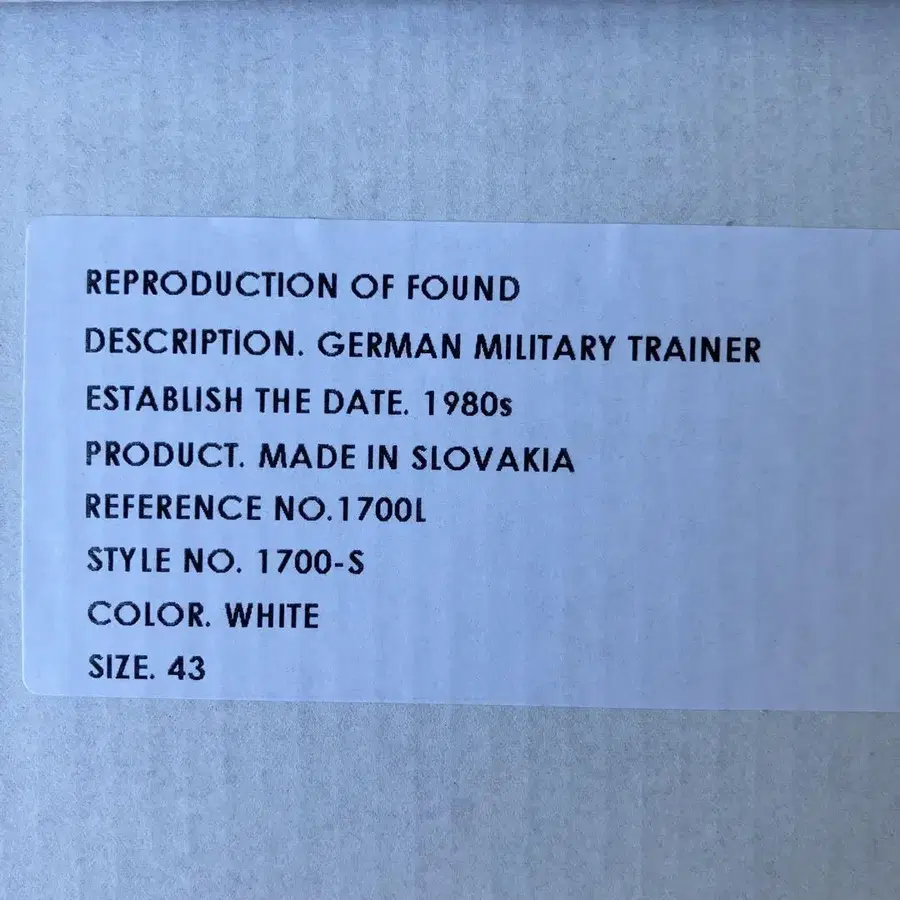 REPRODUCTION OF FOUND
DESCRIPTION. GERMAN MILITARY TRAINER
ESTABLISH THE DATE. 1980s
PRODUCT. MADE IN SLOVAKIA
REFERENCE NO.1700L
STYLE NO. 1700-S
COLOR. WHITE
SIZE. 43